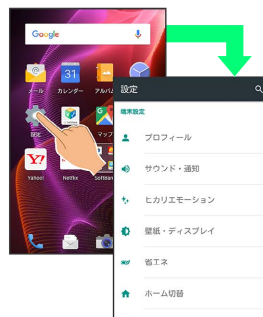 Google
31
メール カレンダー アルバム
設定
マップ
Y!
Yahoo! Netflix SoftBank
設定
端末設定
プロフィール
サウンド・通知
ヒカリエモーション
壁紙・ディスプレイ
省エネ
ホーム切替